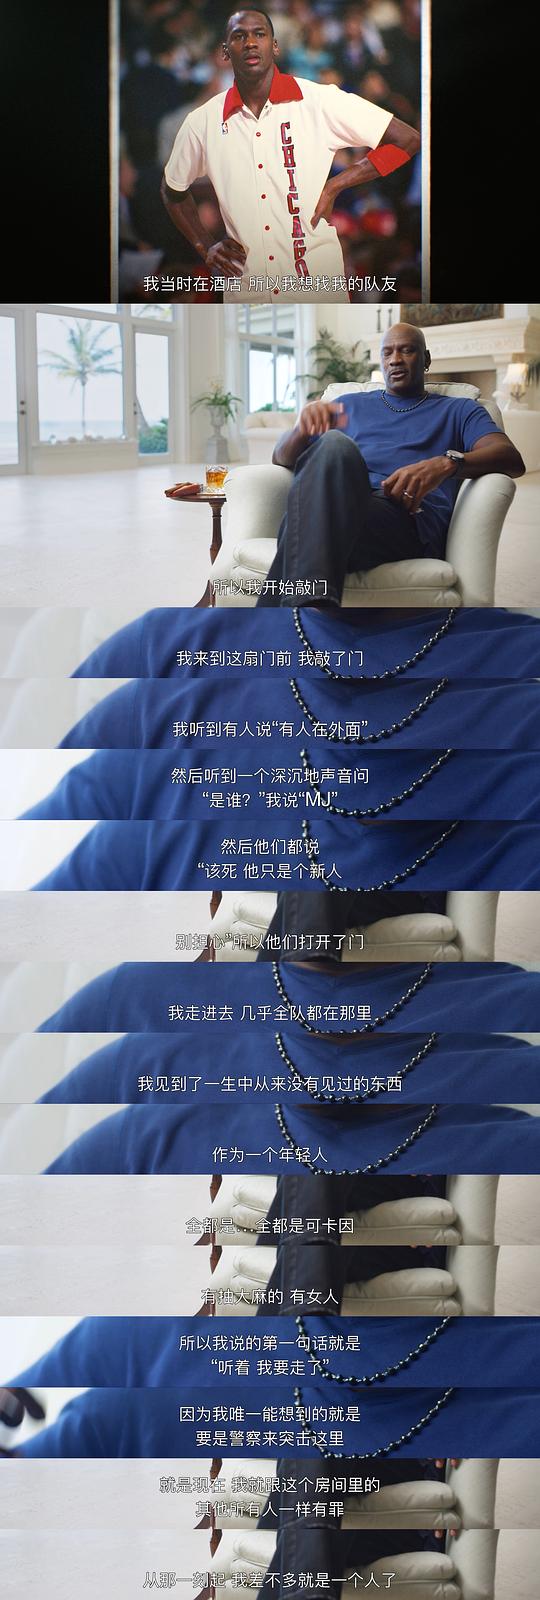 CHICAGO
我当时在酒店 所以我想找我的队友
所以我开始敲门
我来到这扇门前 我敲了门
我听到有人说“有人在外面”
然后听到一个深沉地声音问
“是谁？”我说“MJ”
然后他们都说
“该死 他只是个新人
别担心”所以他们打开了门
我走进去 几乎全队都在那里
我见到了一生中从来没有见过的东西
作为一个年轻人
全都是…全都是可卡因
有抽大麻的 有女人
所以我说的第一句话就是
“听着 我要走了”
因为我唯一能想到的就是
要是警察来突击这里
就是现在 我就跟这个房间里的
其他所有人一样有罪
从那一刻起 我差不多就是一个人了